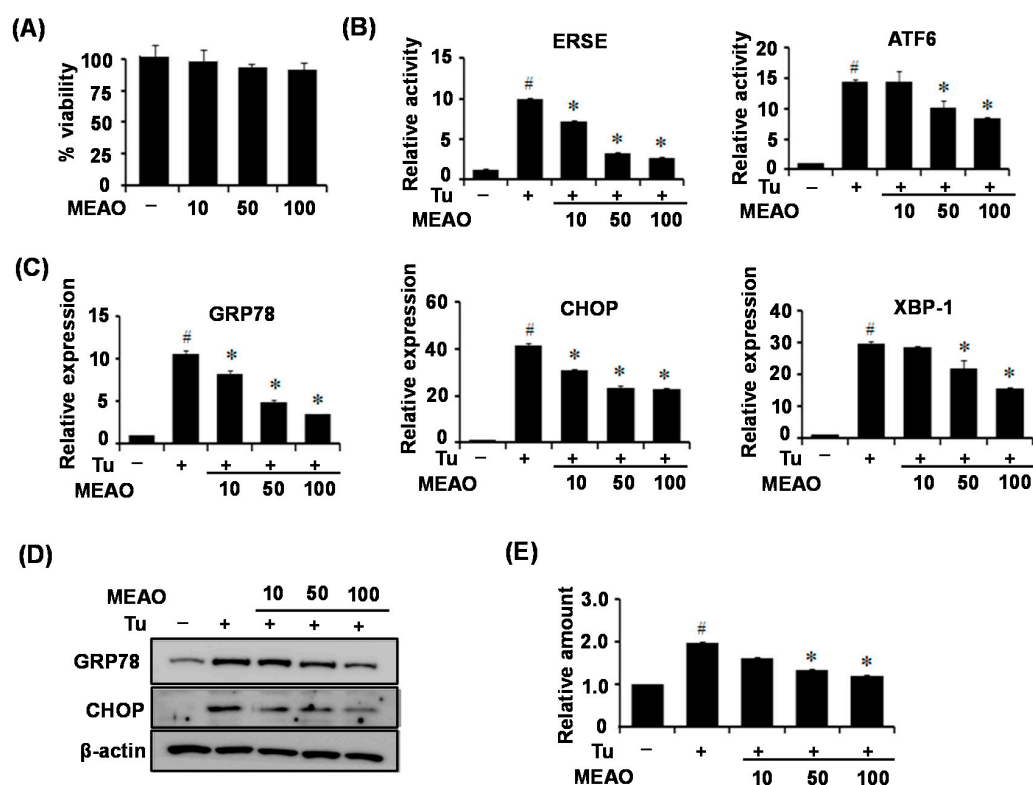 (A)
% viability
100
75
50
25
0
MEAO – 10 50 100
(B)
ERSE
Relative activity
15
10
5
0
Tu – + + + +
MEAO 10 50 100
ATF6
Relative activity
20
15
10
5
0
# # * * * * *
– + + + +
10 50 100
(C)
GRP78
Relative expression
15
10
5
0
# * * *
Tu – + + + +
MEAO 10 50 100
CHOP
Relative expression
60
40
20
0
# * * *
Tu – + + + +
MEAO 10 50 100
XBP-1
Relative expression
40
30
20
10
0
# * *
Tu – + + + +
MEAO 10 50 100
(D)
MEAO 10 50 100
Tu – + + + +
GRP78
CHOP
β-actin
(E)
Relative amount
3.0
2.0
1.0
0
# * *
Tu – + + + +
MEAO 10 50 100